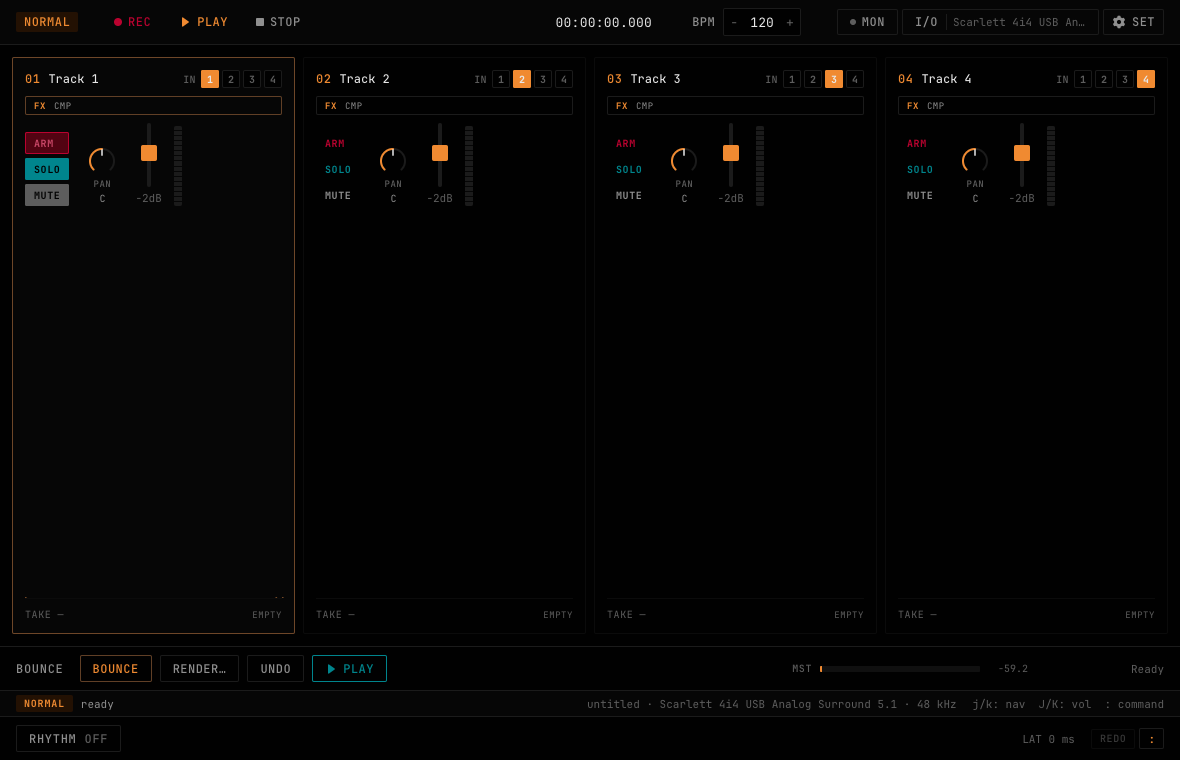 NORMAL REC PLAY STOP 00:00:00.000 BPM - 120 + MON I/O Scarlett 4i4 USB An… SET
01 Track 1 IN 1 2 3 4 02 Track 2 IN 1 2 3 4 03 Track 3 IN 1 2 3 4 04 Track 4 IN 1 2 3 4
FX CMP FX CMP FX CMP FX CMP
ARM ARM ARM ARM
SOLO SOLO SOLO SOLO
PAN PAN PAN PAN
MUTE C -2dB MUTE C -2dB MUTE C -2dB MUTE C -2dB
TAKE — EMPTY TAKE — EMPTY TAKE — EMPTY TAKE — EMPTY
BOUNCE BOUNCE RENDER… UNDO PLAY MST -59.2 Ready
NORMAL ready untitled · Scarlett 4i4 USB Analog Surround 5.1 · 48 kHz j/k: nav J/K: vol : command
RHYTHM OFF LAT 0 ms REDO :